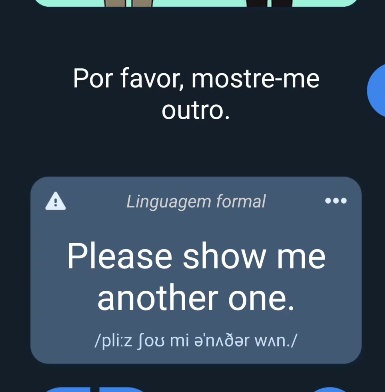 Por favor, mostre-me
outro.
Linguagem formal
Please show me
another one.
/pliːz ʃoʊ mi əˈnʌðər wʌn./